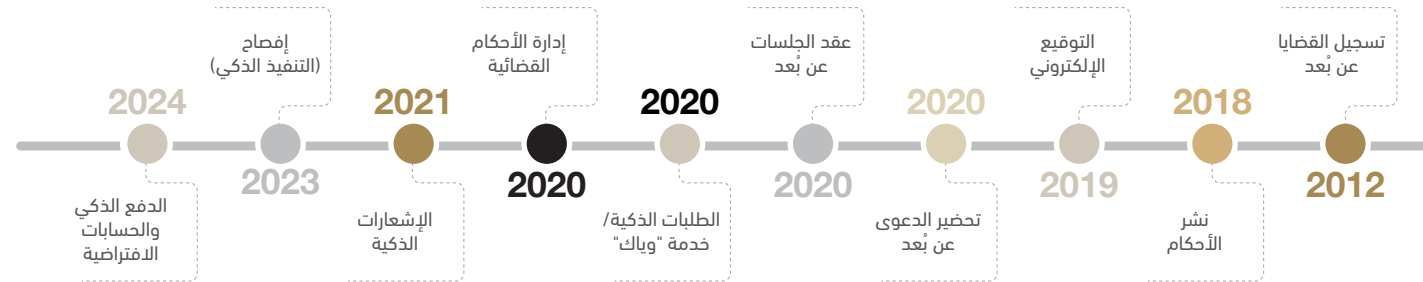 تسجيل القضايا
عن بُعد
2012
2018
نشر
الأحكام
التوقيع
الإلكتروني
2019
2020
تحضير الدعوى
عن بُعد
عقد الجلسات
عن بُعد
2020
2020
الطلبات الذكية/
خدمة "وياك"
إدارة الأحكام
القضائية
2020
2021
الإشعارات
الذكية
إفصاح
(التنفيذ الذكي)
2023
2024
الدفع الذكي
والحسابات
الافتراضية